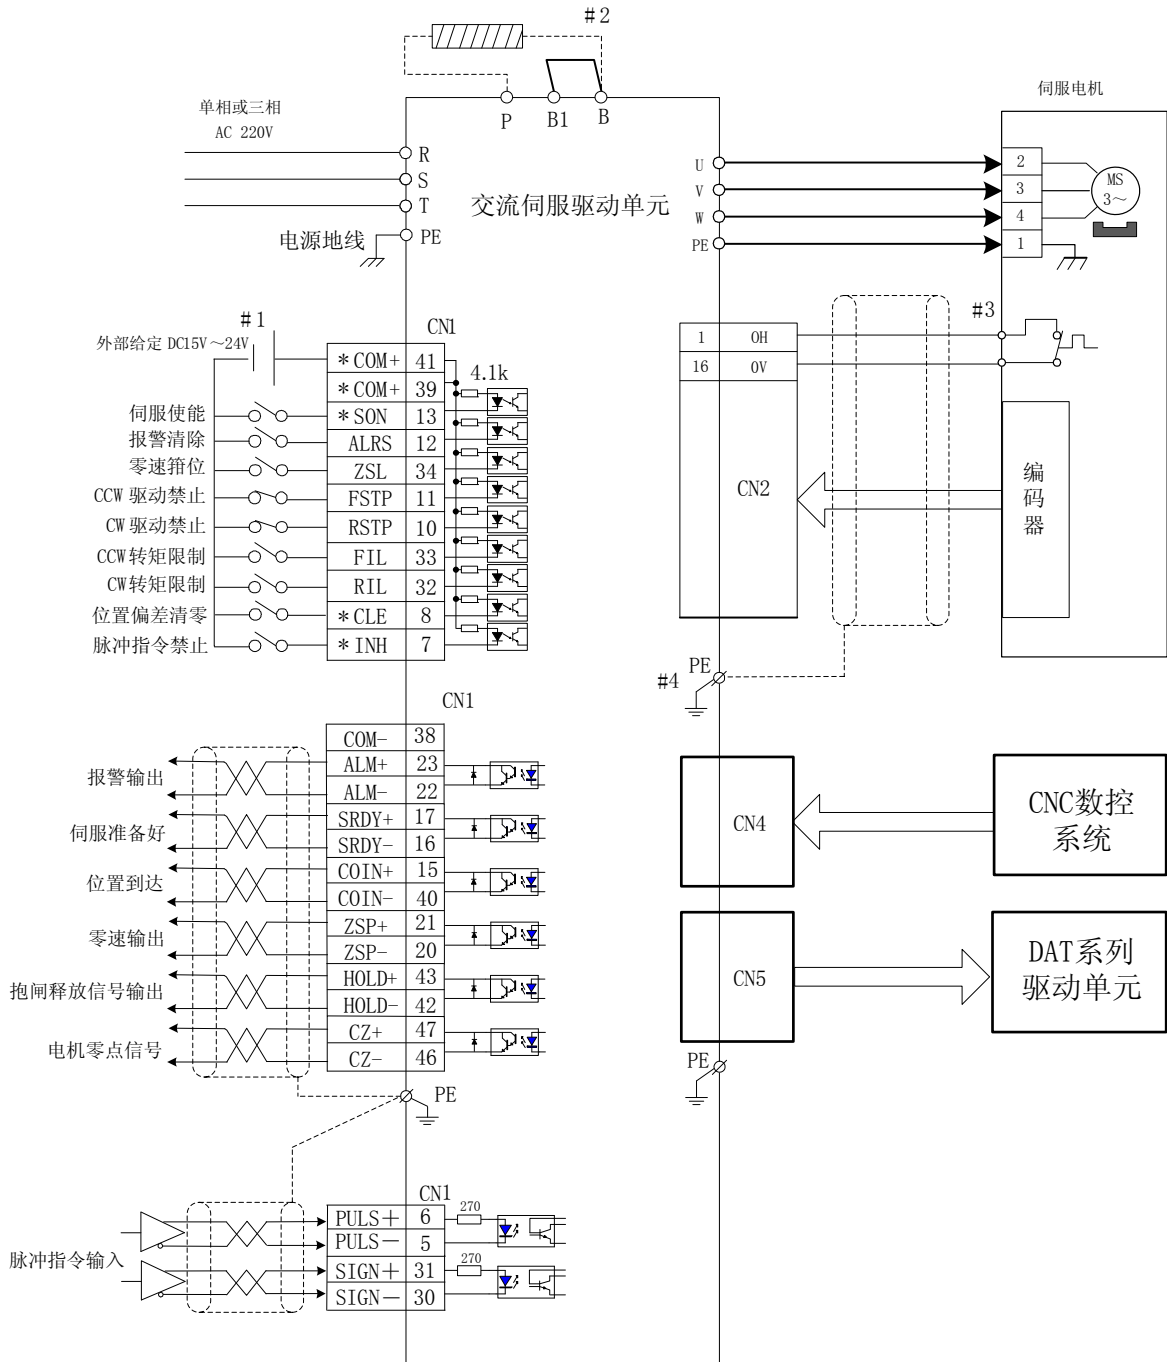 #2
P B1 B
单相或三相
AC 220V
R
S
T
电源地线 PE
交流伺服驱动单元
U
V
W
PE
伺服电机
2
3
4
1
MS
3～
#1
外部给定 DC15V～24V
CN1
4.1k
*COM+ 41
*COM+ 39
伺服使能 *SON 13
报警清除 ALRS 12
零速箝位 ZSL 34
CCW 驱动禁止 FSTP 11
CW 驱动禁止 RSTP 10
CCW转矩限制 FIL 33
CW转矩限制 RIL 32
位置偏差清零 *CLE 8
脉冲指令禁止 *INH 7
#3
1 OH
16 0V
CN2
编码器
#4 PE
CN1
COM- 38
报警输出
ALM+ 23
ALM- 22
伺服准备好
SRDY+ 17
SRDY- 16
位置到达
COIN+ 15
COIN- 40
零速输出
ZSP+ 21
ZSP- 20
抱闸释放信号输出
HOLD+ 43
HOLD- 42
电机零点信号
CZ+ 47
CZ- 46
PE
CN4
CNC数控
系统
CN5
DAT系列
驱动单元
PE
CN1
脉冲指令输入
PULS＋ 6 270
PULS－ 5
SIGN＋ 31 270
SIGN－ 30